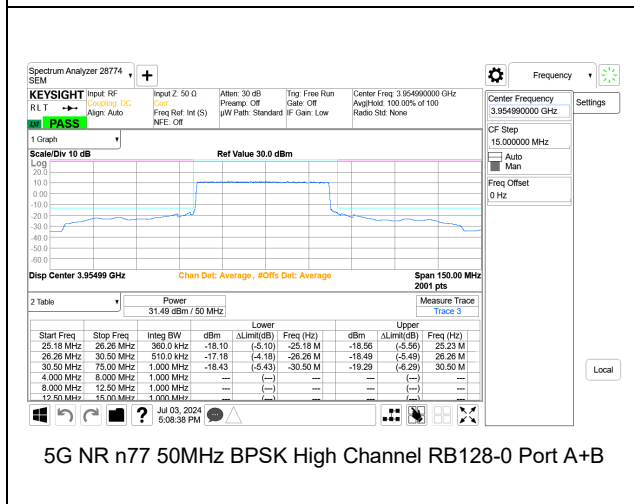 Spectrum Analyzer 28774
SEM
Frequency
KEYSIGHT Input: RF Input Z: 50 Ω Atten: 30 dB Trig: Free Run Center Freq: 3.954990000 GHz
RLT Coupling: DC Corr Preamp: Off Gate: Off Avg|Hold: 100.00% of 100
Align: Auto Freq Ref: Int (S) µW Path: Standard IF Gain: Low Radio Std: None
NFE: Off
LM PASS
Center Frequency
3.954990000 GHz
Settings
CF Step
15.000000 MHz
Auto
Man
Freq Offset
0 Hz
1 Graph
Scale/Div 10 dB Ref Value 30.0 dBm
Log
20.0
10.0
0.00
-10.0
-20.0
-30.0
-40.0
-50.0
-60.0
Disp Center 3.95499 GHz Chan Det: Average, #Offs Det: Average Span 150.00 MHz
2001 pts
2 Table Power Measure Trace
31.49 dBm / 50 MHz Trace 3
Lower Upper
Start Freq Stop Freq Integ BW dBm ΔLimit(dB) Freq (Hz) dBm ΔLimit(dB) Freq (Hz)
25.18 MHz 26.26 MHz 360.0 kHz -18.10 (-5.10) -25.18 M -18.56 (-5.56) 25.23 M
26.26 MHz 30.50 MHz 510.0 kHz -17.18 (-4.18) -26.26 M -18.49 (-5.49) 26.26 M
30.50 MHz 75.00 MHz 1.000 MHz -18.43 (-5.43) -30.50 M -19.29 (-6.29) 30.50 M
4.000 MHz 8.000 MHz 1.000 MHz --- (---) --- --- (---) ---
8.000 MHz 12.50 MHz 1.000 MHz --- (---) --- --- (---) ---
12.50 MHz 15.00 MHz 1.000 MHz --- (---) --- --- (---) ---
Local
? Jul 03, 2024
5:08:38 PM
5G NR n77 50MHz BPSK High Channel RB128-0 Port A+B